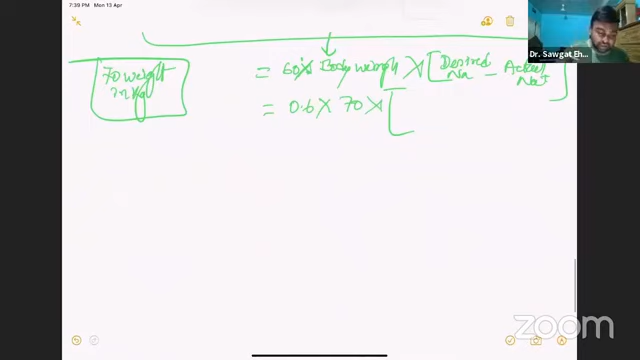 7:39 PM Mon 13 Apr
Dr. Sawgat Eh...
70 weight
in kg
= 60% Body weight X [Desired Na - Actual Na+]
= 0.6 X 70 X [
zoom